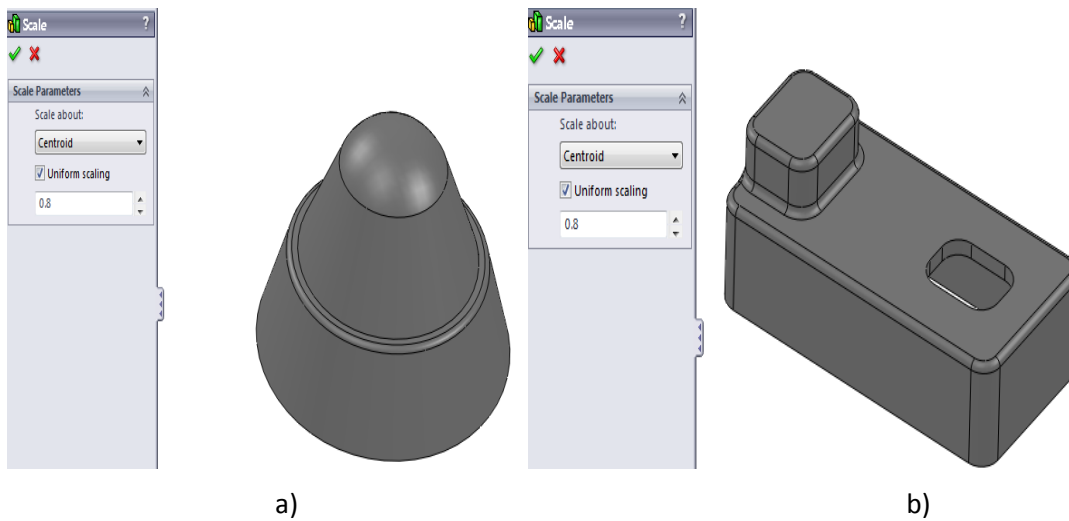 Scale ?
Scale Parameters
Scale about:
Centroid
Uniform scaling
0.8
Scale ?
Scale Parameters
Scale about:
Centroid
Uniform scaling
0.8
a) b)